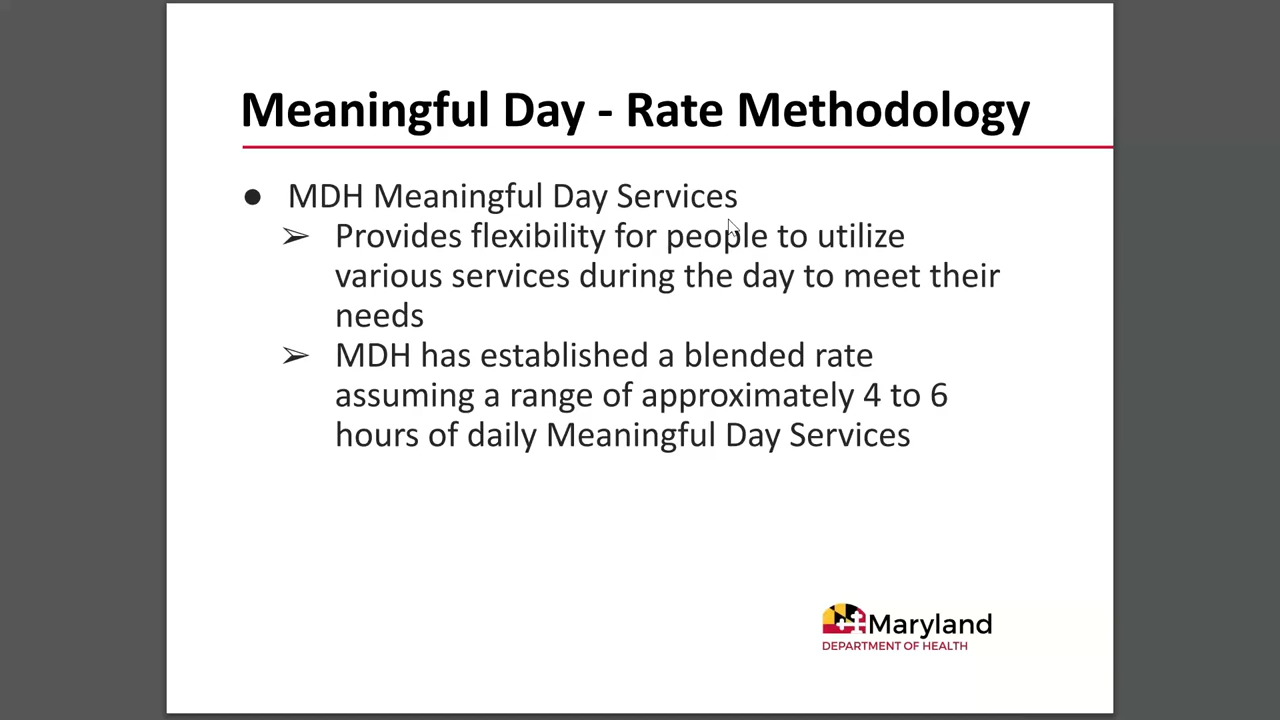 Meaningful Day - Rate Methodology
● MDH Meaningful Day Services
➢ Provides flexibility for people to utilize
various services during the day to meet their
needs
➢ MDH has established a blended rate
assuming a range of approximately 4 to 6
hours of daily Meaningful Day Services
Maryland
DEPARTMENT OF HEALTH